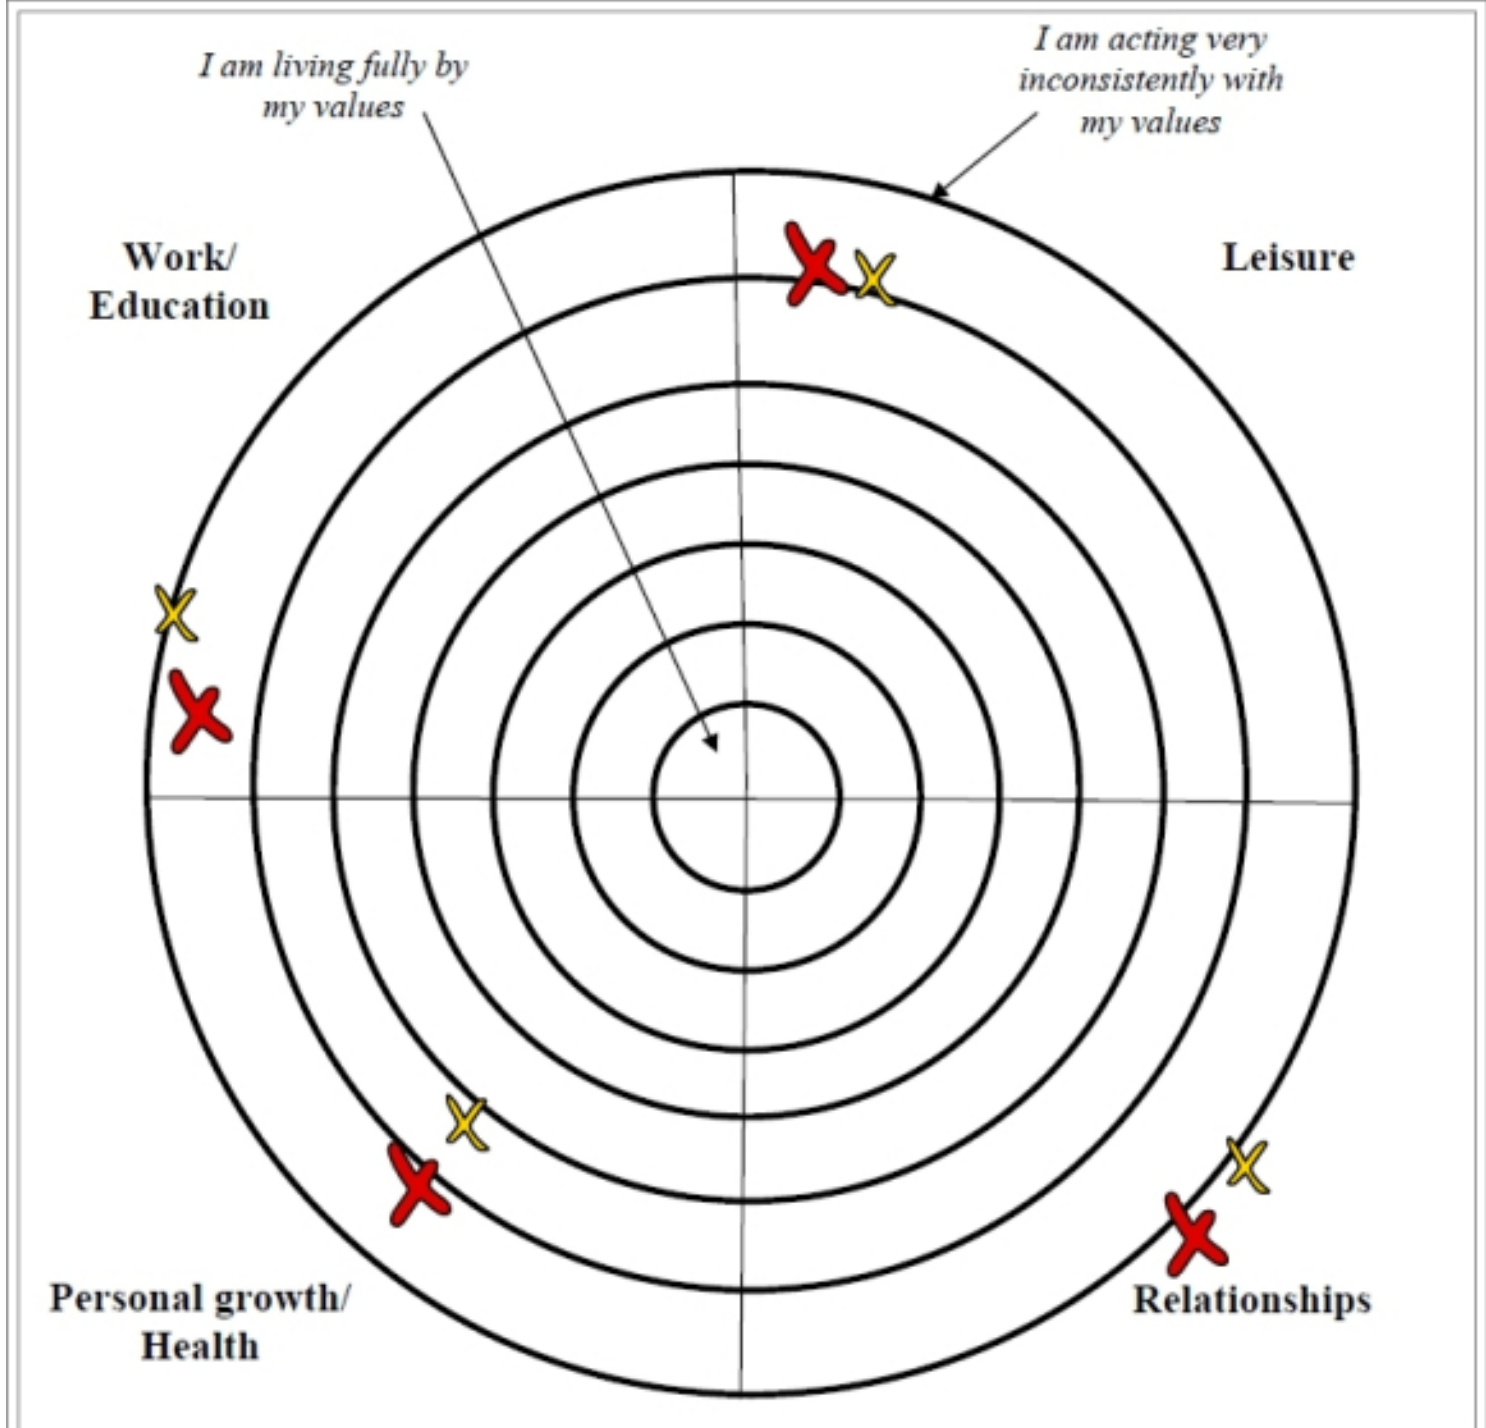 I am living fully by
my values
I am acting very
inconsistently with
my values
Work/
Education
Leisure
Personal growth/
Health
Relationships